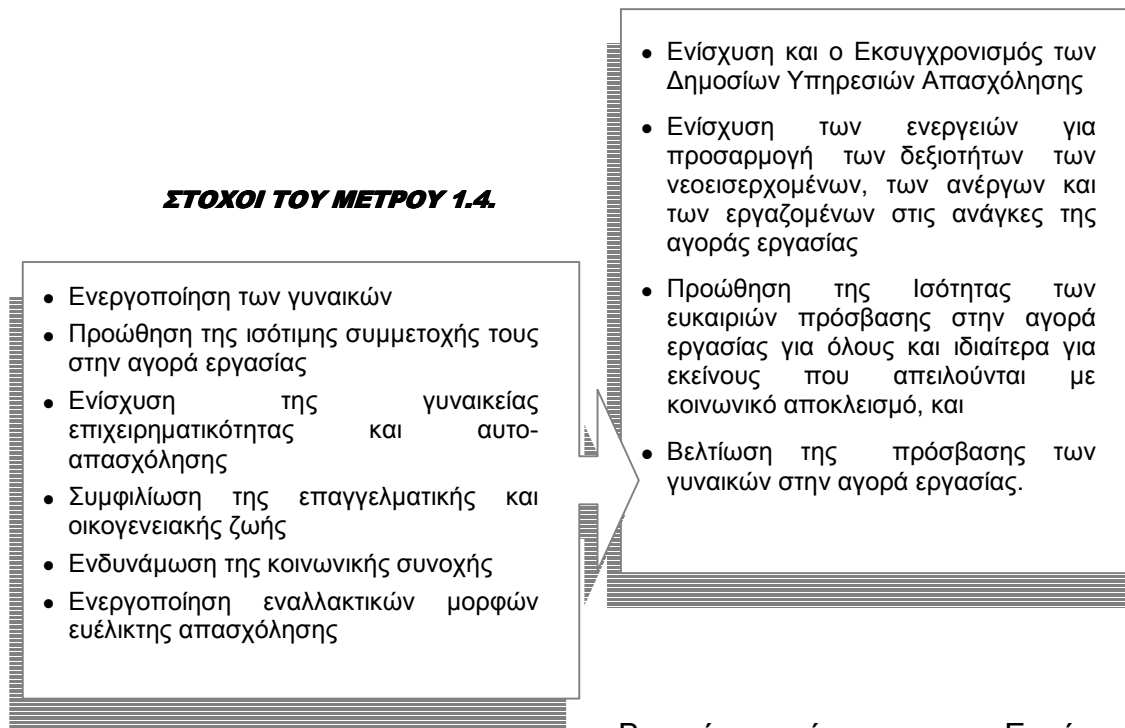 ΣΤΟΧΟΙ ΤΟΥ ΜΕΤΡΟΥ 1.4.
• Ενεργοποίηση των γυναικών
• Προώθηση της ισότιμης συμμετοχής τους
στην αγορά εργασίας
• Ενίσχυση της γυναικείας
επιχειρηματικότητας και αυτο-
απασχόλησης
• Συμφιλίωση της επαγγελματικής και
οικογενειακής ζωής
• Ενδυνάμωση της κοινωνικής συνοχής
• Ενεργοποίηση εναλλακτικών μορφών
ευέλικτης απασχόλησης
• Ενίσχυση και ο Εκσυγχρονισμός των
Δημοσίων Υπηρεσιών Απασχόλησης
• Ενίσχυση των ενεργειών για
προσαρμογή των δεξιοτήτων των
νεοεισερχομένων, των ανέργων και
των εργαζομένων στις ανάγκες της
αγοράς εργασίας
• Προώθηση της Ισότητας των
ευκαιριών πρόσβασης στην αγορά
εργασίας για όλους και ιδιαίτερα για
εκείνους που απειλούνται με
κοινωνικό αποκλεισμό, και
• Βελτίωση της πρόσβασης των
γυναικών στην αγορά εργασίας.